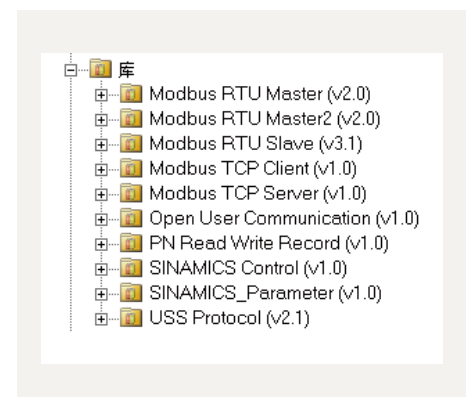 库
Modbus RTU Master (v2.0)
Modbus RTU Master2 (v2.0)
Modbus RTU Slave (v3.1)
Modbus TCP Client (v1.0)
Modbus TCP Server (v1.0)
Open User Communication (v1.0)
PN Read Write Record (v1.0)
SINAMICS Control (v1.0)
SINAMICS_Parameter (v1.0)
USS Protocol (v2.1)